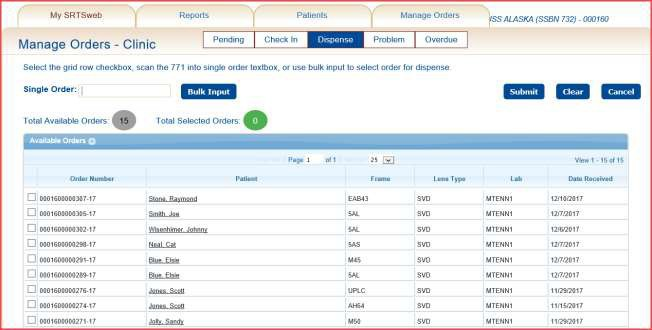 My SRTSweb Reports Patients Manage Orders
USS ALASKA (SSBN 732) - 000160
Manage Orders - Clinic
Pending Check In Dispense Problem Overdue
Select the grid row checkbox, scan the 771 into single order textbox, or use bulk input to select order for dispense.
Single Order: Bulk Input Submit Clear Cancel
Total Available Orders: 15 Total Selected Orders: 0
Available Orders
Page 1 of 1 25 View 1 - 15 of 15
Order Number Patient Frame Lens Type Lab Date Received
0001600000307-17 Stone, Raymond EAB43 SVD MTENN1 12/18/2017
0001600000305-17 Smith, Joe 5AL SVD MTENN1 12/7/2017
0001600000302-17 Wisenhimer, Johnny 5AL SVD MTENN1 12/6/2017
0001600000298-17 Neal, Cat 5AS SVD MTENN1 12/7/2017
0001600000291-17 Blue, Elsie M45 SVD MTENN1 12/7/2017
0001600000289-17 Blue, Elsie 5AL SVD MTENN1 12/7/2017
0001600000276-17 Jones, Scott UPLC SVD MTENN1 11/29/2017
0001600000274-17 Jones, Scott AH64 SVD MTENN1 11/15/2017
0001600000271-17 Jolly, Sandy M50 SVD MTENN1 11/29/2017